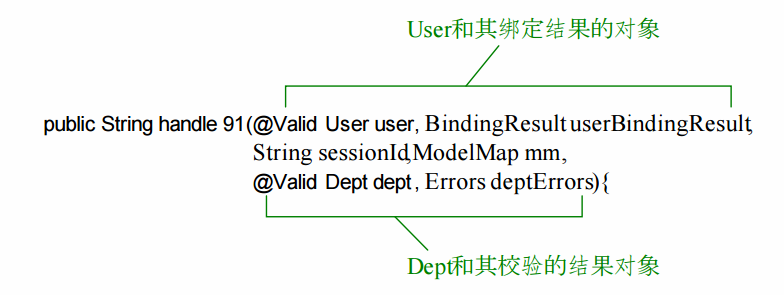 User和其绑定结果的对象
public String handle 91(@Valid User user, BindingResult userBindingResult,
String sessionId,ModelMap mm,
@Valid Dept dept, Errors deptErrors){
Dept和其校验的结果对象